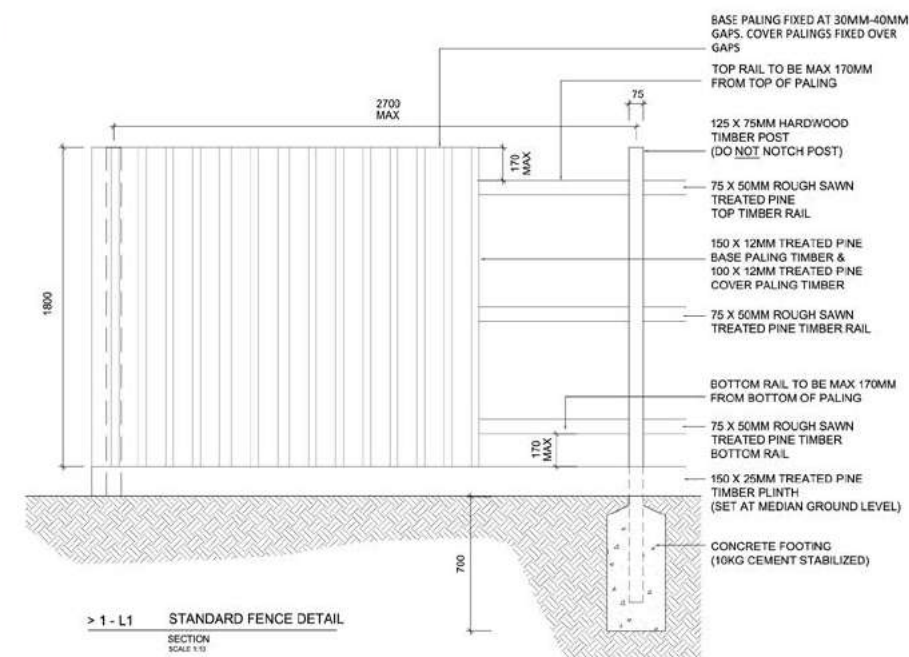 BASE PALING FIXED AT 30MM-40MM
GAPS. COVER PALINGS FIXED OVER
GAPS
TOP RAIL TO BE MAX 170MM
FROM TOP OF PALING
75
2700
MAX
125 X 75MM HARDWOOD
TIMBER POST
(DO NOT NOTCH POST)
170
MAX
75 X 50MM ROUGH SAWN
TREATED PINE
TOP TIMBER RAIL
150 X 12MM TREATED PINE
BASE PALING TIMBER &
100 X 12MM TREATED PINE
COVER PALING TIMBER
1800
75 X 50MM ROUGH SAWN
TREATED PINE TIMBER RAIL
BOTTOM RAIL TO BE MAX 170MM
FROM BOTTOM OF PALING
75 X 50MM ROUGH SAWN
TREATED PINE TIMBER
BOTTOM RAIL
170
MAX
150 X 25MM TREATED PINE
TIMBER PLINTH
(SET AT MEDIAN GROUND LEVEL)
700
CONCRETE FOOTING
(10KG CEMENT STABILIZED)
> 1 - L1 STANDARD FENCE DETAIL
SECTION